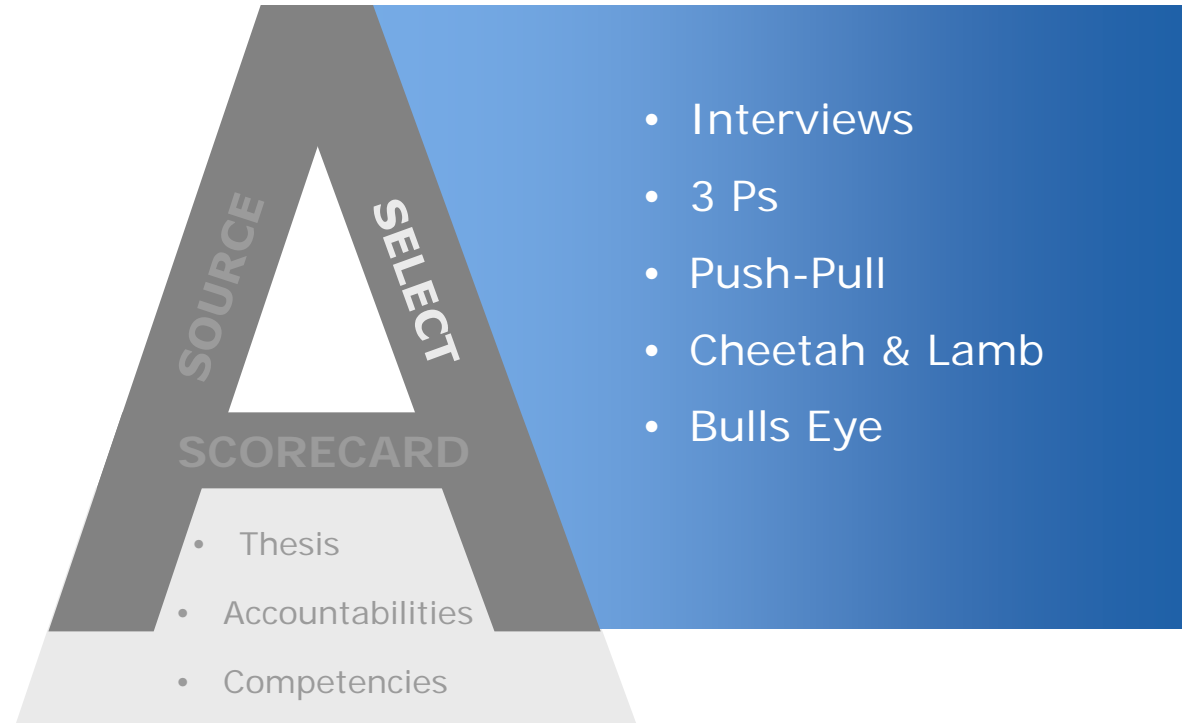 SOURCE
SELECT
SCORECARD
• Thesis
• Accountabilities
• Competencies
• Interviews
• 3 Ps
• Push-Pull
• Cheetah & Lamb
• Bulls Eye